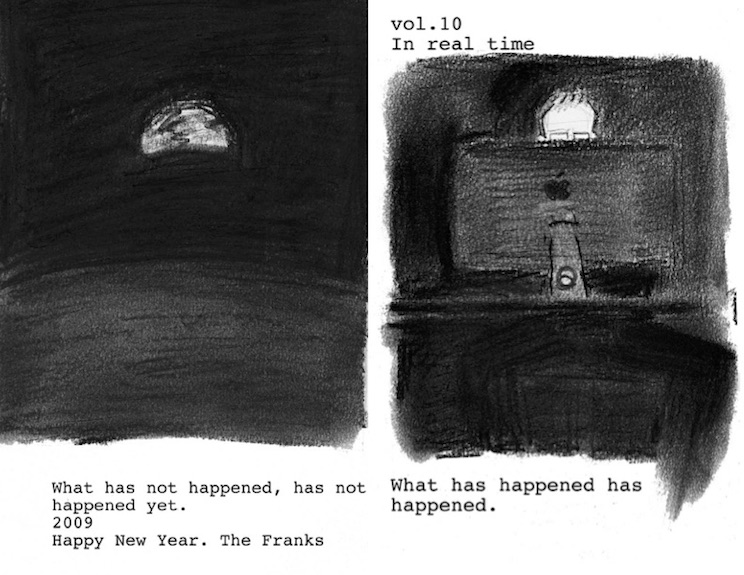 What has not happened, has not
happened yet.
2009
Happy New Year. The Franks
vol.10
In real time
What has happened has
happened.